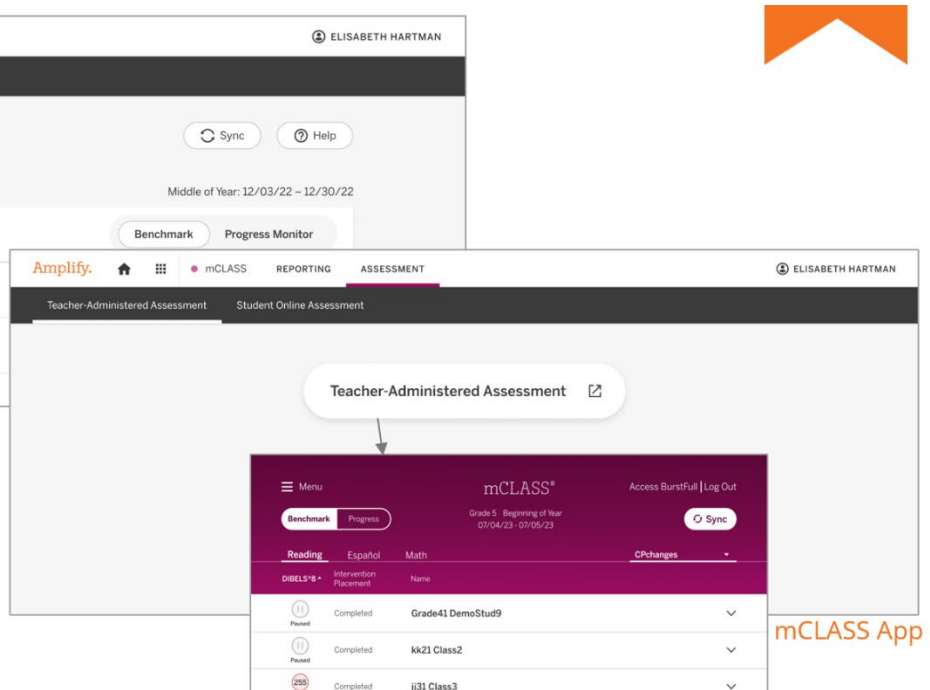 ELISABETH HARTMAN
Sync Help
Middle of Year: 12/03/22 – 12/30/22
Benchmark Progress Monitor
Amplify. mCLASS REPORTING ASSESSMENT ELISABETH HARTMAN
Teacher-Administered Assessment Student Online Assessment
Teacher-Administered Assessment
Menu mCLASS® Access BurstFull | Log Out
Benchmark Progress Grade 5 Beginning of Year Sync
07/04/23 - 07/05/23
Reading Español Math CPchanges
DIBELS®8 Intervention Placement Name
Completed Grade41 DemoStud9
Paused
mCLASS App
Completed kk21 Class2
Paused
255 Completed jj31 Class3